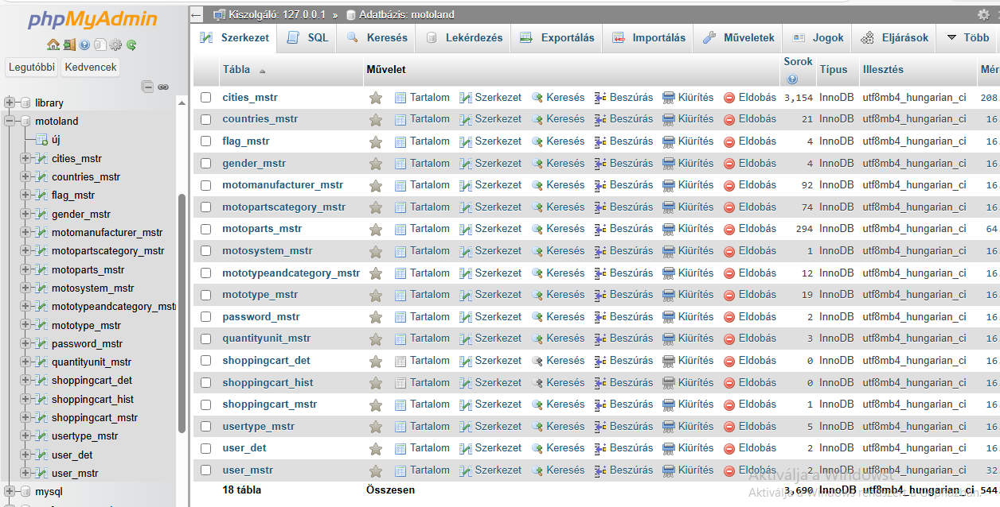 phpMyAdmin
Legutóbbi Kedvencek
library
motoland
új
cities_mstr
countries_mstr
flag_mstr
gender_mstr
motomanufacturer_mstr
motopartscategory_mstr
motoparts_mstr
motosystem_mstr
mototypeandcategory_mstr
mototype_mstr
password_mstr
quantityunit_mstr
shoppingcart_det
shoppingcart_hist
shoppingcart_mstr
usertype_mstr
user_det
user_mstr
mysql
Kiszolgáló: 127.0.0.1 » Adatbázis: motoland
Szerkezet SQL Keresés Lekérdezés Exportálás Importálás Műveletek Jogok Eljárások Több
Tábla Művelet Sorok Típus Illesztés Mér
cities_mstr Tartalom Szerkezet Keresés Beszúrás Kiürítés Eldobás 3,154 InnoDB utf8mb4_hungarian_ci 208.
countries_mstr Tartalom Szerkezet Keresés Beszúrás Kiürítés Eldobás 21 InnoDB utf8mb4_hungarian_ci 16.
flag_mstr Tartalom Szerkezet Keresés Beszúrás Kiürítés Eldobás 4 InnoDB utf8mb4_hungarian_ci 16.
gender_mstr Tartalom Szerkezet Keresés Beszúrás Kiürítés Eldobás 4 InnoDB utf8mb4_hungarian_ci 16.
motomanufacturer_mstr Tartalom Szerkezet Keresés Beszúrás Kiürítés Eldobás 92 InnoDB utf8mb4_hungarian_ci 16.
motopartscategory_mstr Tartalom Szerkezet Keresés Beszúrás Kiürítés Eldobás 74 InnoDB utf8mb4_hungarian_ci 16.
motoparts_mstr Tartalom Szerkezet Keresés Beszúrás Kiürítés Eldobás 294 InnoDB utf8mb4_hungarian_ci 64.
motosystem_mstr Tartalom Szerkezet Keresés Beszúrás Kiürítés Eldobás 1 InnoDB utf8mb4_hungarian_ci 16.
mototypeandcategory_mstr Tartalom Szerkezet Keresés Beszúrás Kiürítés Eldobás 12 InnoDB utf8mb4_hungarian_ci 16.
mototype_mstr Tartalom Szerkezet Keresés Beszúrás Kiürítés Eldobás 19 InnoDB utf8mb4_hungarian_ci 16.
password_mstr Tartalom Szerkezet Keresés Beszúrás Kiürítés Eldobás 2 InnoDB utf8mb4_hungarian_ci 16.
quantityunit_mstr Tartalom Szerkezet Keresés Beszúrás Kiürítés Eldobás 3 InnoDB utf8mb4_hungarian_ci 16.
shoppingcart_det Tartalom Szerkezet Keresés Beszúrás Kiürítés Eldobás 0 InnoDB utf8mb4_hungarian_ci 16.
shoppingcart_hist Tartalom Szerkezet Keresés Beszúrás Kiürítés Eldobás 0 InnoDB utf8mb4_hungarian_ci 16.
shoppingcart_mstr Tartalom Szerkezet Keresés Beszúrás Kiürítés Eldobás 1 InnoDB utf8mb4_hungarian_ci 16.
usertype_mstr Tartalom Szerkezet Keresés Beszúrás Kiürítés Eldobás 5 InnoDB utf8mb4_hungarian_ci 16.
user_det Tartalom Szerkezet Keresés Beszúrás Kiürítés Eldobás 2 InnoDB utf8mb4_hungarian_ci 16.
user_mstr Tartalom Szerkezet Keresés Beszúrás Kiürítés Eldobás 2 InnoDB utf8mb4_hungarian_ci 32
18 tábla Összesen 3,690 InnoDB utf8mb4_hungarian_ci 544.
Aktiválja a Windowst
Aktiválja a Windows rendszert a Gépházban.